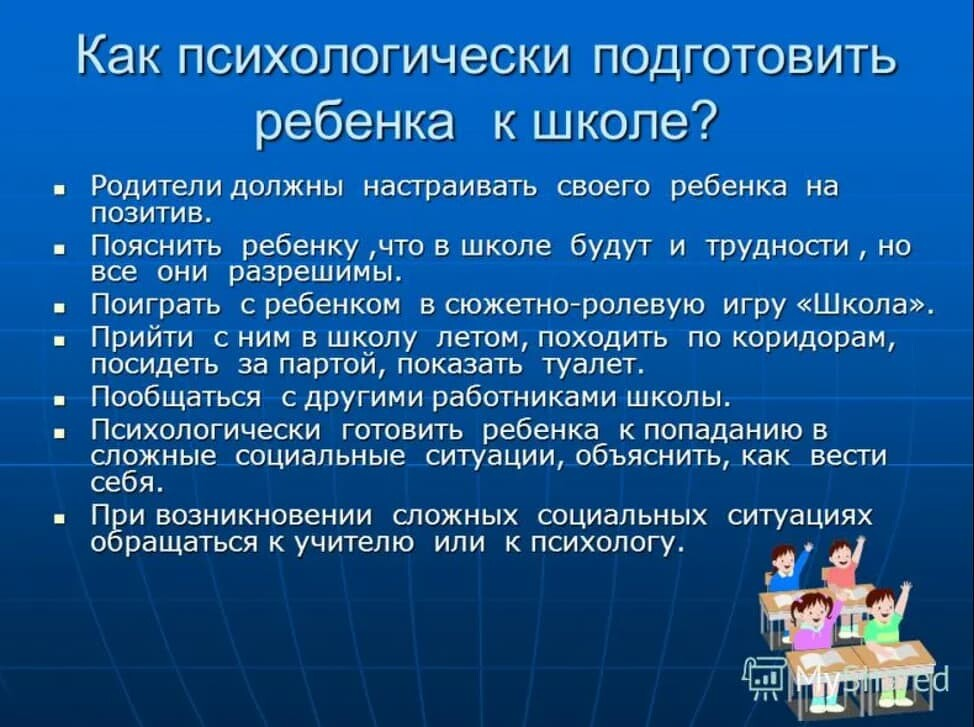 Как психологически подготовить
ребенка к школе?
Родители должны настраивать своего ребенка на
позитив.
Пояснить ребенку ,что в школе будут и трудности , но
все они разрешимы.
Поиграть с ребенком в сюжетно-ролевую игру «Школа».
Прийти с ним в школу летом, походить по коридорам,
посидеть за партой, показать туалет.
Пообщаться с другими работниками школы.
Психологически готовить ребенка к попаданию в
сложные социальные ситуации, объяснить, как вести
себя.
При возникновении сложных социальных ситуациях
обращаться к учителю или к психологу.
MyShared